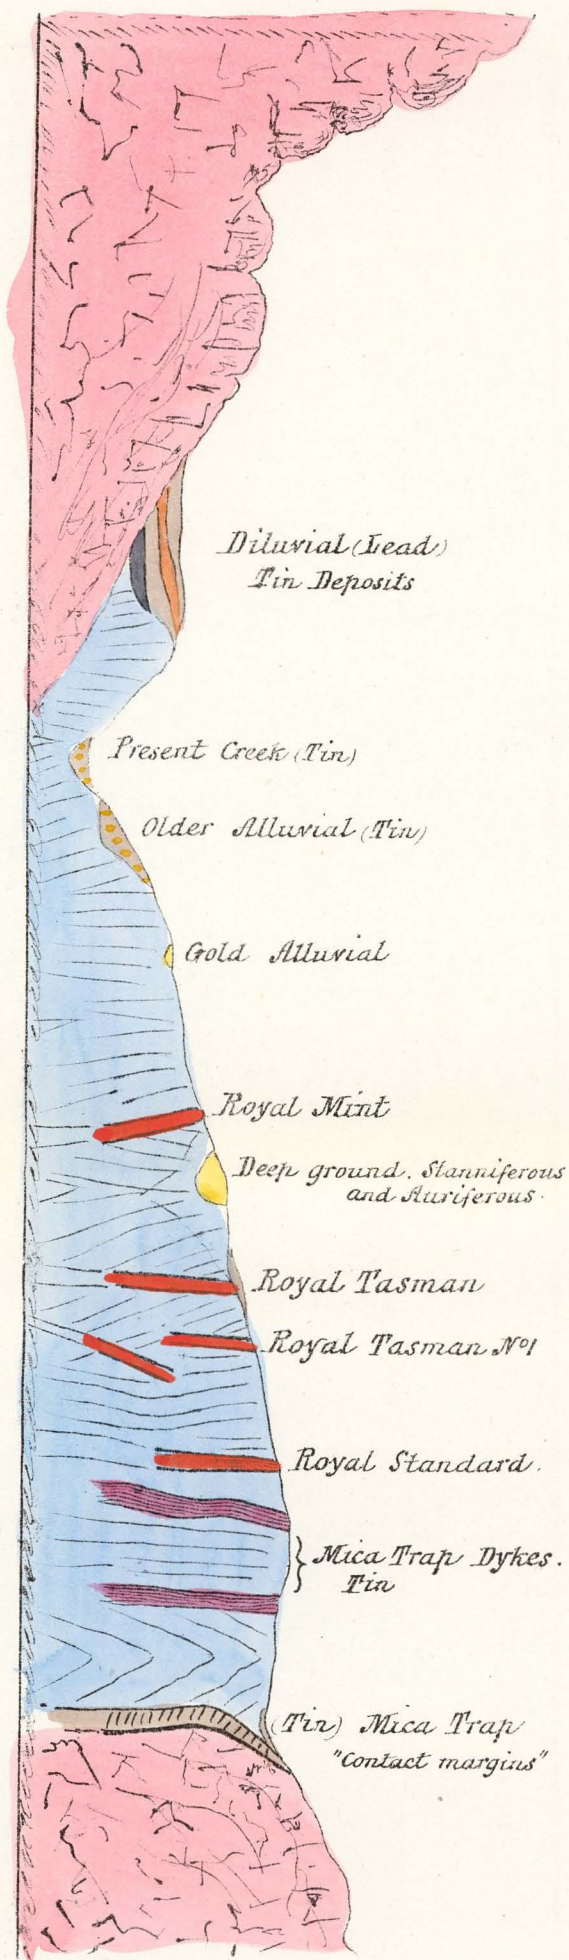 Diluvial (Lead)
Tin Deposits
Present Creek (Tin)
Older Alluvial (Tin)
Gold Alluvial
Royal Mint
Deep ground. Stanniferous
and Auriferous.
Royal Tasman
Royal Tasman No1
Royal Standard.
Mica Trap Dykes.
Tin
(Tin) Mica Trap
"Contact margins"